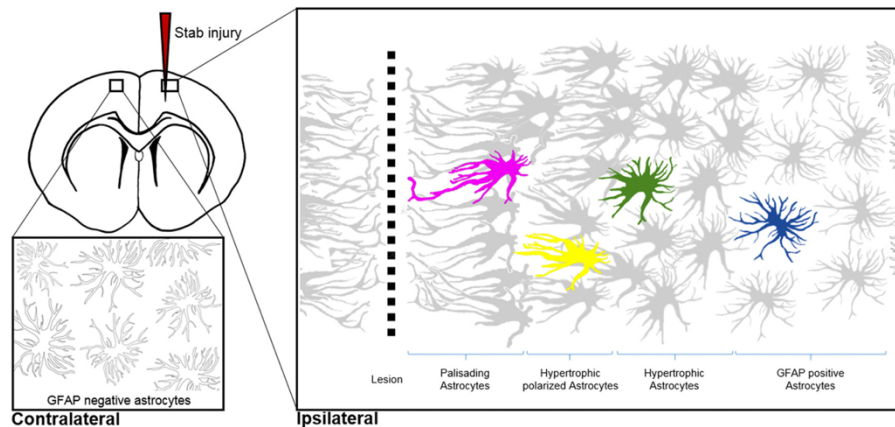 Stab injury
GFAP negative astrocytes
Contralateral
Lesion
Palisading
Astrocytes
Hypertrophic
polarized Astrocytes
Hypertrophic
Astrocytes
GFAP positive
Astrocytes
Ipsilateral